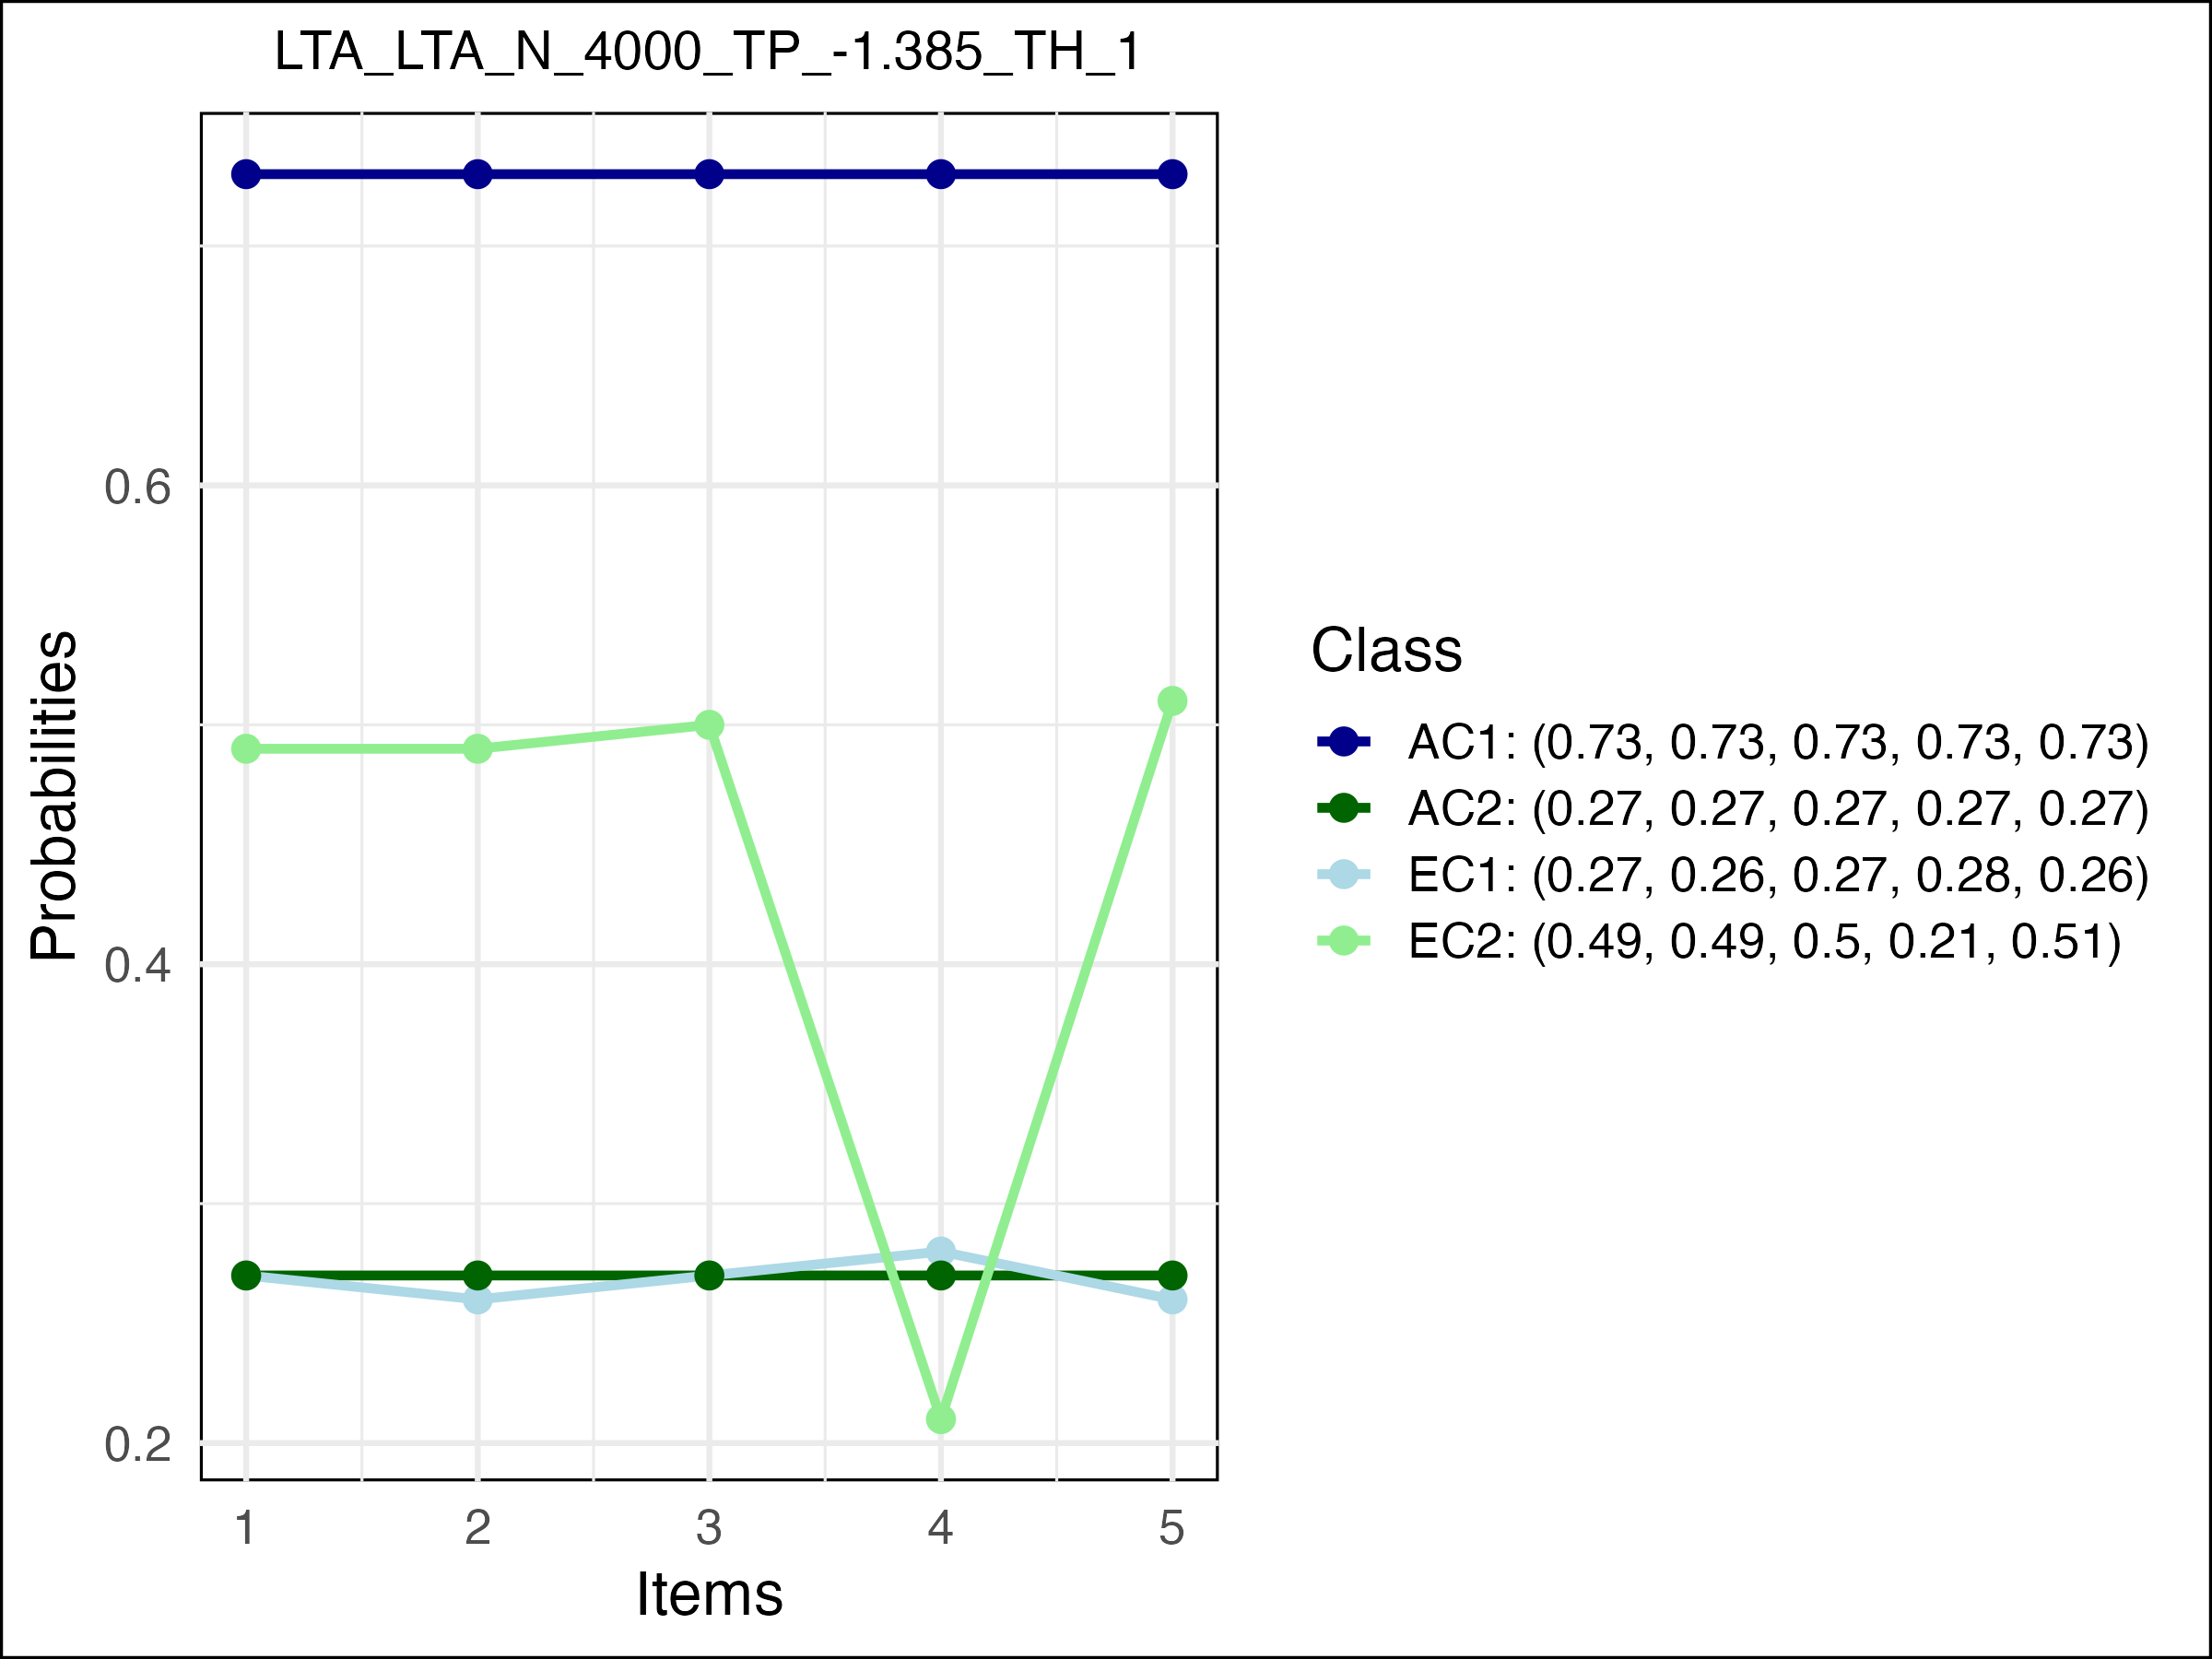 LTA_LTA_N_4000_TP_-1.385_TH_1
Probabilities
0.6
0.4
0.2
1 2 3 4 5
Items
Class
AC1: (0.73, 0.73, 0.73, 0.73, 0.73)
AC2: (0.27, 0.27, 0.27, 0.27, 0.27)
EC1: (0.27, 0.26, 0.27, 0.28, 0.26)
EC2: (0.49, 0.49, 0.5, 0.21, 0.51)